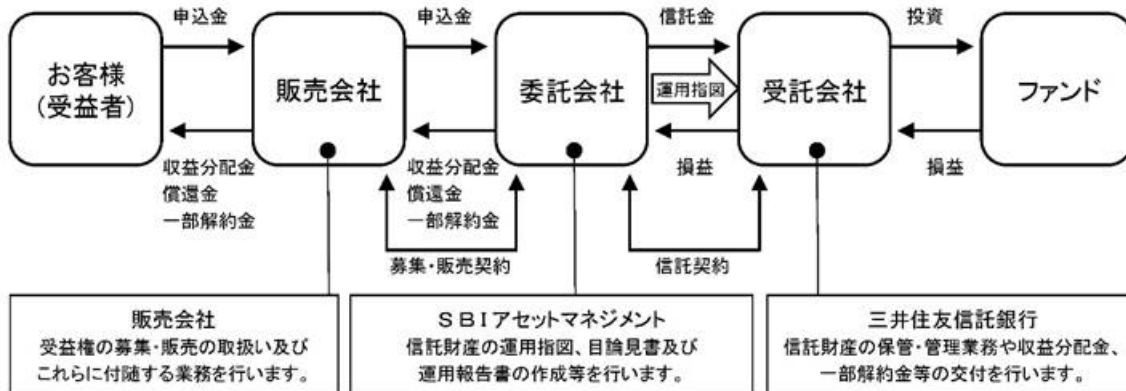 申込金
申込金
信託金
投資
お客様
(受益者)
販売会社
委託会社
運用指図
受託会社
ファンド
収益分配金
償還金
一部解約金
収益分配金
償還金
一部解約金
損益
損益
募集・販売契約
信託契約
販売会社
受益権の募集・販売の取扱い及び
これらに付随する業務を行います。
SBIアセットマネジメント
信託財産の運用指図、目論見書及び
運用報告書の作成等を行います。
三井住友信託銀行
信託財産の保管・管理業務や収益分配金、
一部解約金等の交付を行います。